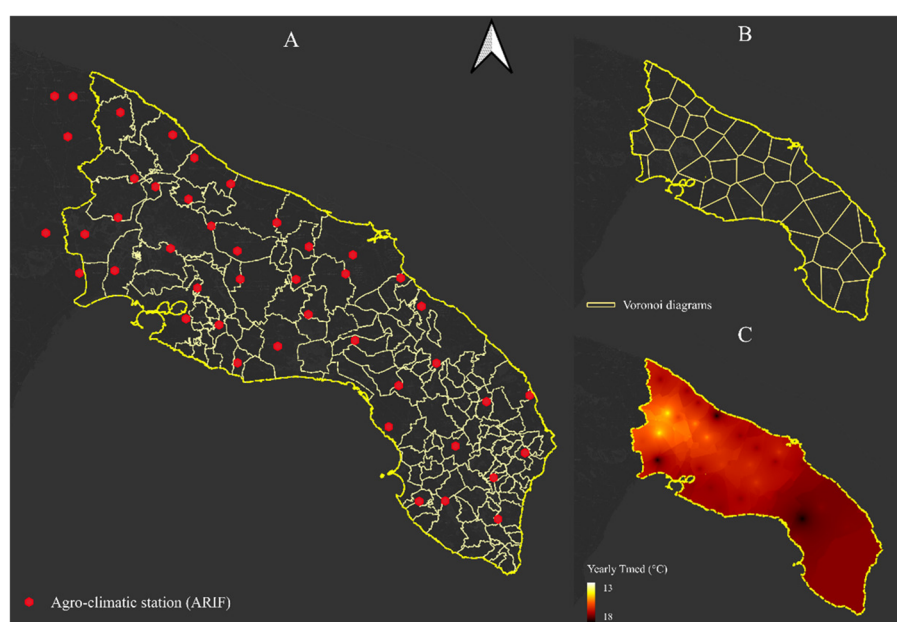 A
B
Voronoi diagrams
C
Yearly Tmed (°C)
13
18
Agro-climatic station (ARIF)